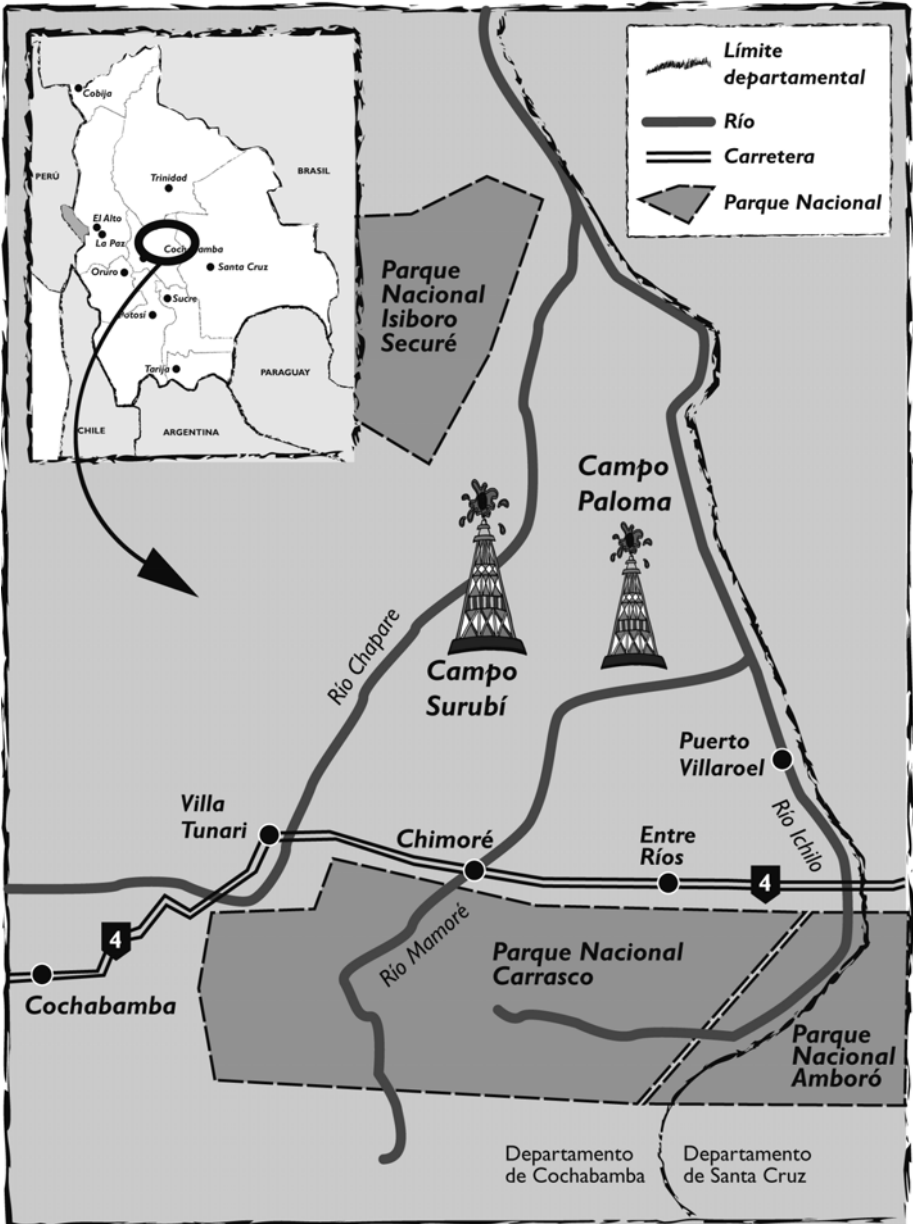 Cobija
PERÚ
BRASIL
Trinidad
El Alto
La Paz
Cochabamba
Oruro
Santa Cruz
Sucre
Potosí
Tarija
PARAGUAY
CHILE
ARGENTINA
Límite
departamental
Río
Carretera
Parque Nacional
Parque
Nacional
Isiboro
Securé
Campo
Paloma
Campo
Surubí
Río Chapare
Puerto
Villaroel
Río Ichilo
Villa
Tunari
Chimoré
Entre
Ríos
4
4
Cochabamba
Río Mamoré
Parque Nacional
Carrasco
Parque
Nacional
Amboró
Departamento
de Cochabamba
Departamento
de Santa Cruz